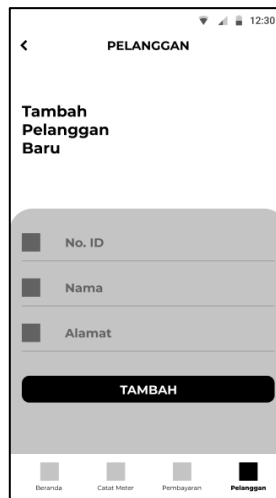 12:30
PELANGGAN
Tambah
Pelanggan
Baru
No. ID
Nama
Alamat
TAMBAH
Beranda
Catat Meter
Pembayaran
Pelanggan